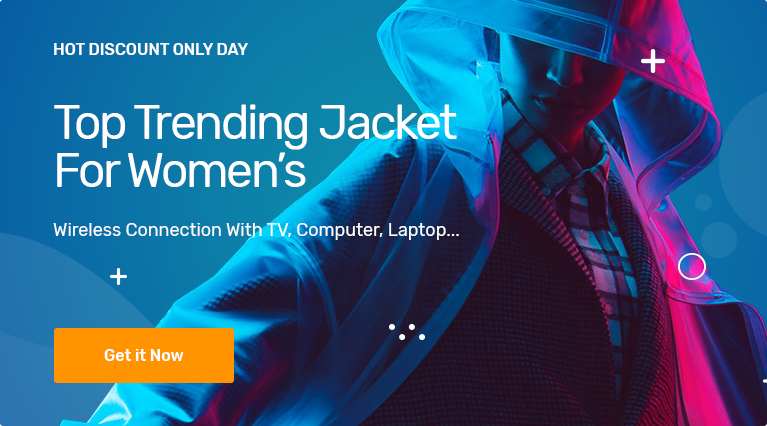 HOT DISCOUNT ONLY DAY
Top Trending Jacket
For Women’s
Wireless Connection With TV, Computer, Laptop...
Get it Now